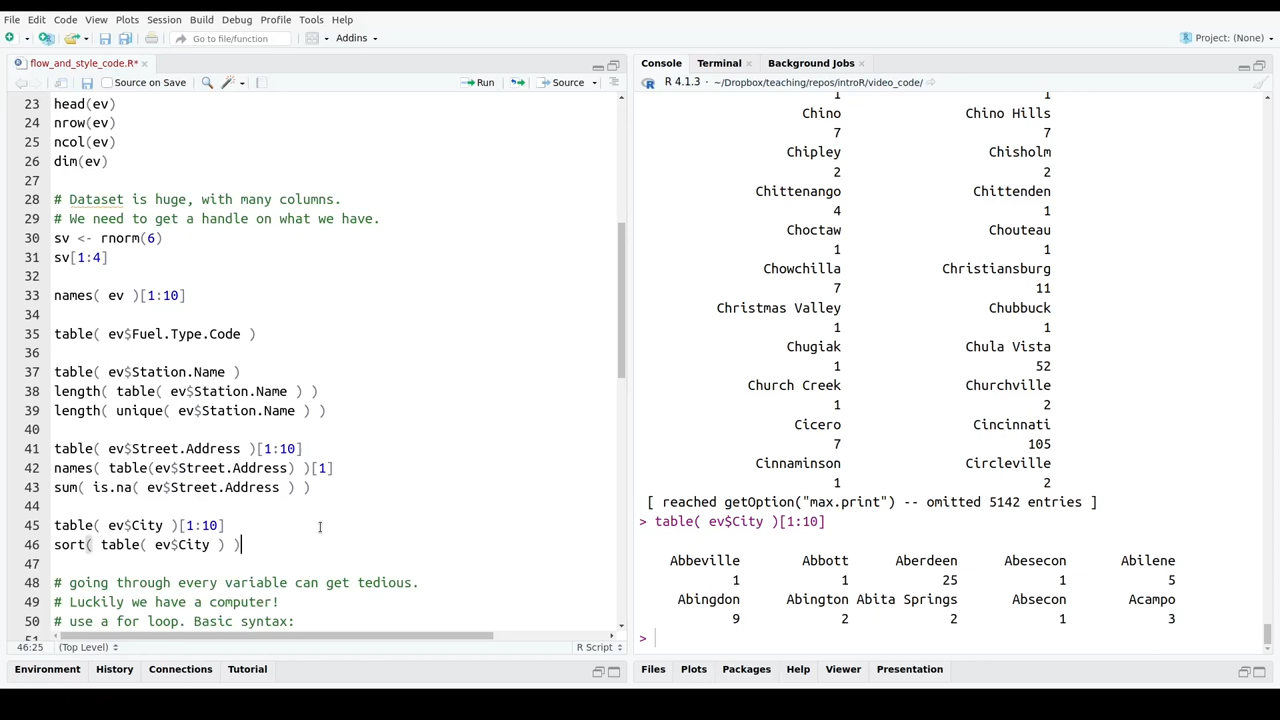 File Edit Code View Plots Session Build Debug Profile Tools Help
Go to file/function Addins Project: (None)
flow_and_style_code.R*
Source on Save Run Source
23 head(ev)
24 nrow(ev)
25 ncol(ev)
26 dim(ev)
27
28 # Dataset is huge, with many columns.
29 # We need to get a handle on what we have.
30 sv <- rnorm(6)
31 sv[1:4]
32
33 names( ev )[1:10]
34
35 table( ev$Fuel.Type.Code )
36
37 table( ev$Station.Name )
38 length( table( ev$Station.Name ) )
39 length( unique( ev$Station.Name ) )
40
41 table( ev$Street.Address )[1:10]
42 names( table(ev$Street.Address) )[1]
43 sum( is.na( ev$Street.Address ) )
44
45 table( ev$City )[1:10]
46 sort( table( ev$City ) )
47
48 # going through every variable can get tedious.
49 # Luckily we have a computer!
50 # use a for loop. Basic syntax:
51
46:25 (Top Level) R Script
Environment History Connections Tutorial
Console Terminal Background Jobs
R 4.1.3 · ~/Dropbox/teaching/repos/introR/video_code/
1 1
Chino Chino Hills
7 7
Chipley Chisholm
2 2
Chittenango Chittenden
4 1
Choctaw Chouteau
1 1
Chowchilla Christiansburg
7 11
Christmas Valley Chubbuck
1 1
Chugiak Chula Vista
1 52
Church Creek Churchville
1 2
Cicero Cincinnati
7 105
Cinnaminson Circleville
1 2
[ reached getOption("max.print") -- omitted 5142 entries ]
> table( ev$City )[1:10]
Abbeville Abbott Aberdeen Abesecon Abilene
1 1 25 1 5
Abingdon Abington Abita Springs Absecon Acampo
9 2 2 1 3
>
Files Plots Packages Help Viewer Presentation